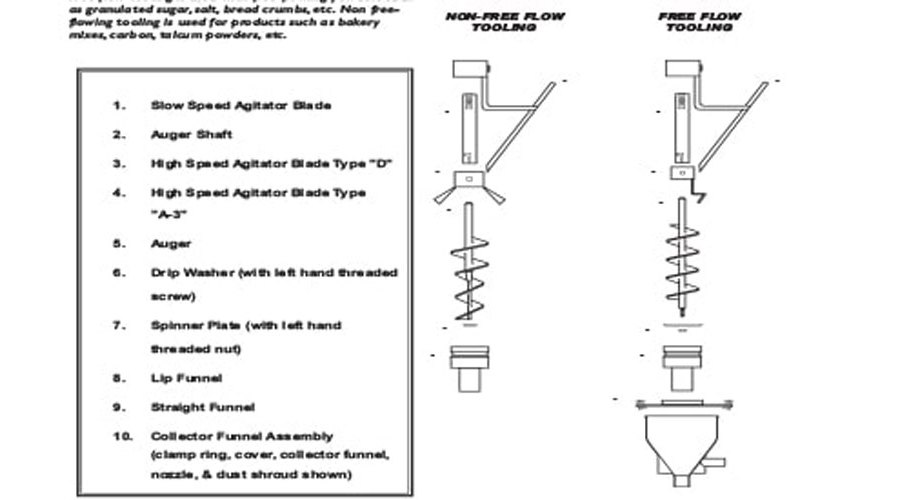 as granulated sugar, salt, bread crumbs, etc. Non free-
flowing tooling is used for products such as bakery
mixes, carbon, talcum powders, etc.
NON-FREE FLOW
TOOLING
FREE FLOW
TOOLING
1. Slow Speed Agitator Blade
2. Auger Shaft
3. High Speed Agitator Blade Type "D"
4. High Speed Agitator Blade Type
"A-3"
5. Auger
6. Drip Washer (with left hand threaded
screw)
7. Spinner Plate (with left hand
threaded nut)
8. Lip Funnel
9. Straight Funnel
10. Collector Funnel Assembly
(clamp ring, cover, collector funnel,
nozzle, & dust shroud shown)